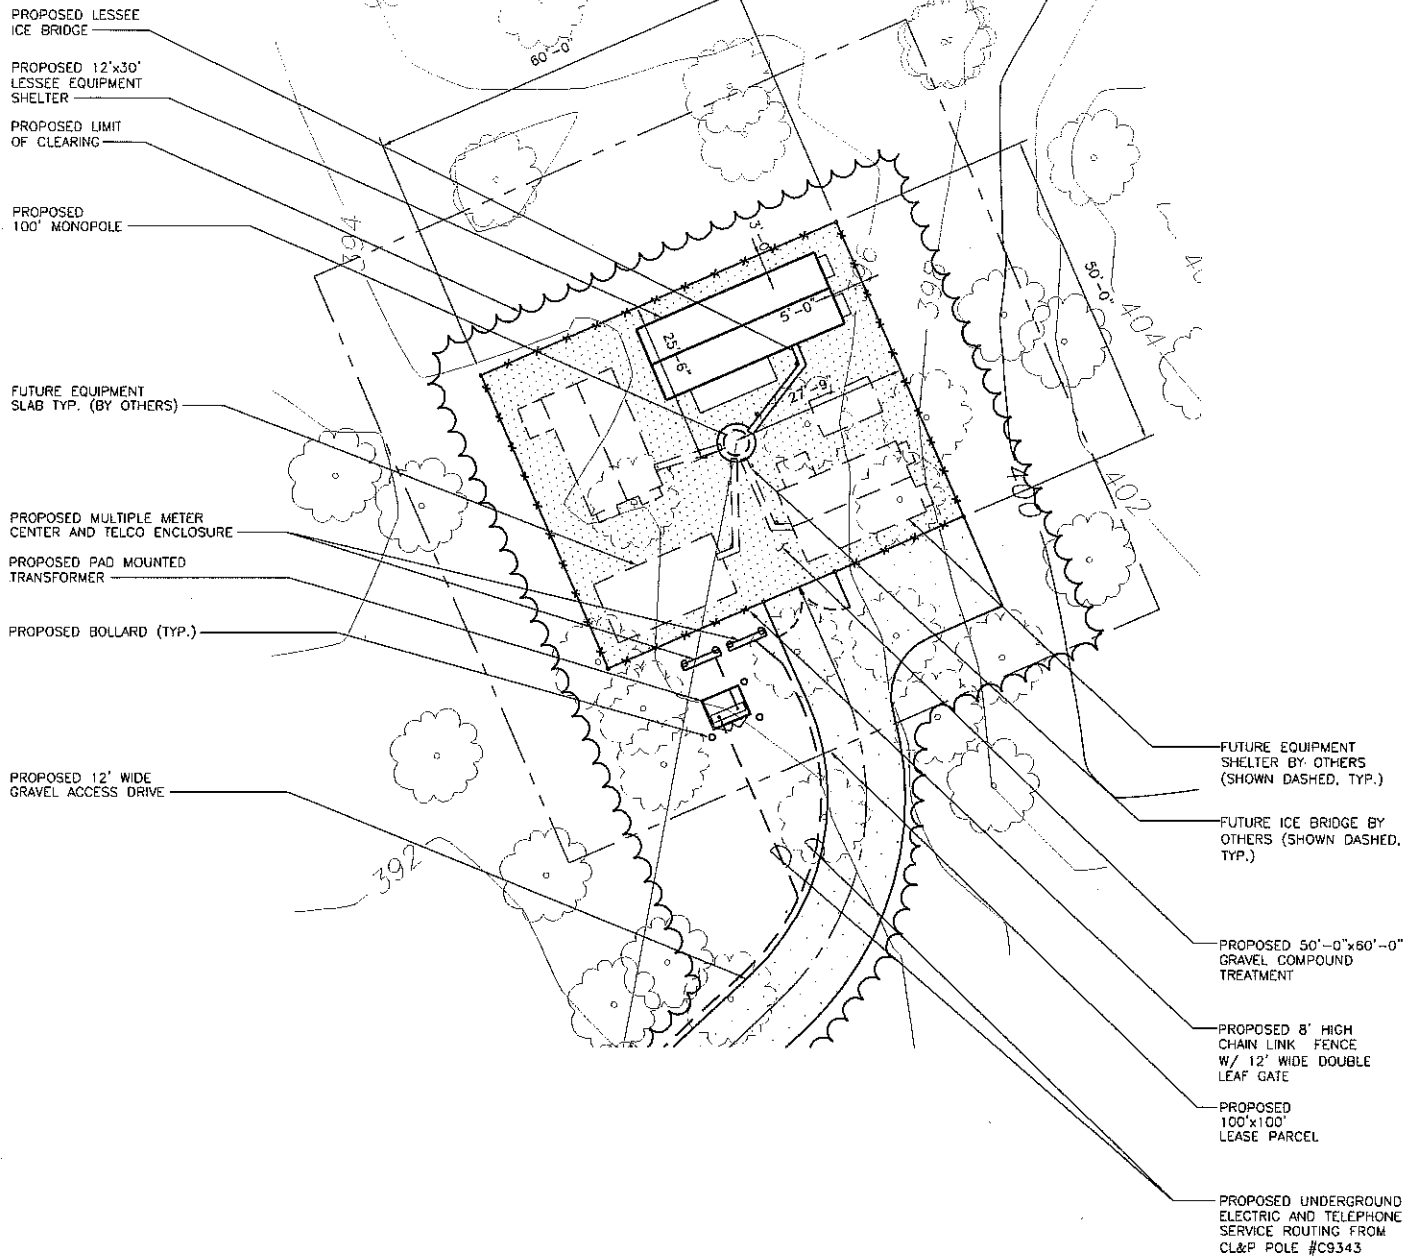 PROPOSED LESSEE
ICE BRIDGE
PROPOSED 12'x30'
LESSEE EQUIPMENT
SHELTER
PROPOSED LIMIT
OF CLEARING
PROPOSED
100' MONOPOLE
FUTURE EQUIPMENT
SLAB TYP. (BY OTHERS)
PROPOSED MULTIPLE METER
CENTER AND TELCO ENCLOSURE
PROPOSED PAD MOUNTED
TRANSFORMER
PROPOSED BOLLARD (TYP.)
PROPOSED 12' WIDE
GRAVEL ACCESS DRIVE
60'-0"
394
3'-0"
5'-0"
25'-6"
27'-9"
398
50'-0"
404
400
402
392
FUTURE EQUIPMENT
SHELTER BY OTHERS
(SHOWN DASHED, TYP.)
FUTURE ICE BRIDGE BY
OTHERS (SHOWN DASHED,
TYP.)
PROPOSED 50'-0"x60'-0"
GRAVEL COMPOUND
TREATMENT
PROPOSED 8' HIGH
CHAIN LINK FENCE
W/ 12' WIDE DOUBLE
LEAF GATE
PROPOSED
100'x100'
LEASE PARCEL
PROPOSED UNDERGROUND
ELECTRIC AND TELEPHONE
SERVICE ROUTING FROM
CL&P POLE #C9343